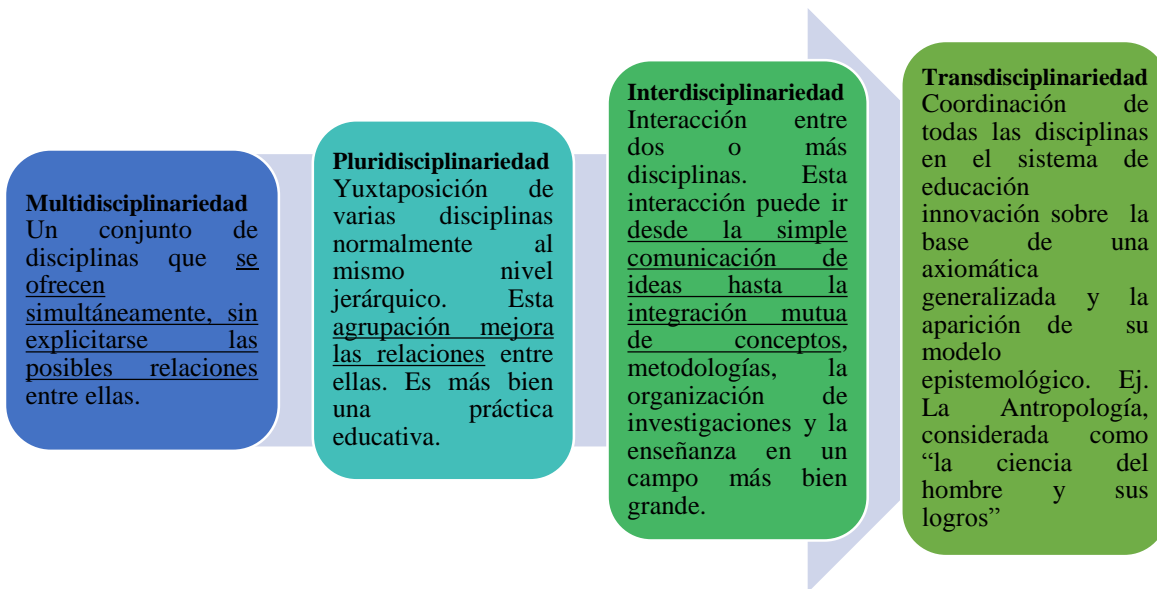 Multidisciplinariedad
Un conjunto de
disciplinas que se
ofrecen
simultáneamente, sin
explicitarse las
posibles relaciones
entre ellas.
Pluridisciplinariedad
Yuxtaposición de
varias disciplinas
normalmente al
mismo nivel
jerárquico. Esta
agrupación mejora
las relaciones entre
ellas. Es más bien
una práctica
educativa.
Interdisciplinariedad
Interacción entre
dos o más
disciplinas. Esta
interacción puede ir
desde la simple
comunicación de
ideas hasta la
integración mutua
de conceptos,
metodologías, la
organización de
investigaciones y la
enseñanza en un
campo más bien
grande.
Transdisciplinariedad
Coordinación de
todas las disciplinas
en el sistema de
educación
innovación sobre la
base de una
axiomática
generalizada y la
aparición de su
modelo
epistemológico. Ej.
La Antropología,
considerada como
“la ciencia del
hombre y sus
logros”